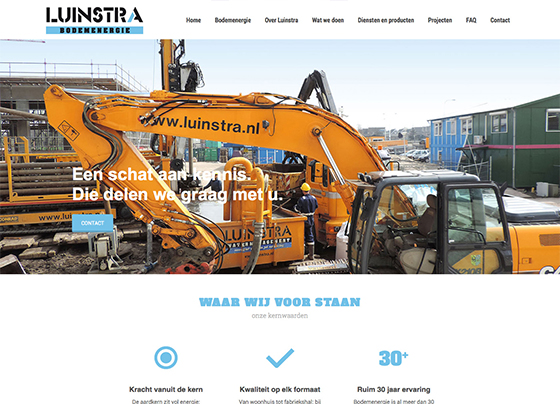 LUINSTRA
BODEMENERGIE
Home Bodemenergie Over Luinstra Wat we doen Diensten en producten Projecten FAQ Contact
www.luinstra.nl
Een schat aan kennis.
Die delen we graag met u.
CONTACT
LUINSTRA
WAAR WIJ VOOR STAAN
onze kernwaarden
30+
Kracht vanuit de kern Kwaliteit op elk formaat Ruim 30 jaar ervaring
De aardkern zit vol energie: Van woonhuis tot fabriekshal: bij Bodemenergie is al meer dan 30